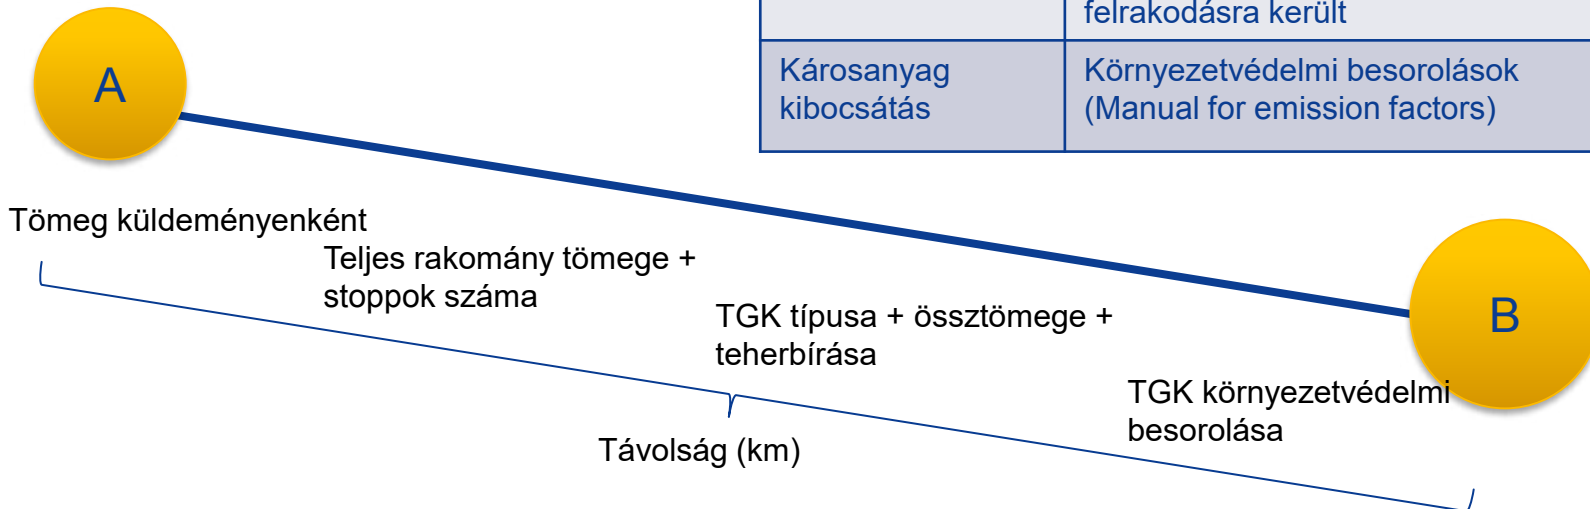 felrakodásra került
Károsanyag
kibocsátás
Környezetvédelmi besorolások
(Manual for emission factors)
A
Tömeg küldeményenként
Teljes rakomány tömege +
stoppok száma
TGK típusa + össztömege +
teherbírása
B
TGK környezetvédelmi
besorolása
Távolság (km)